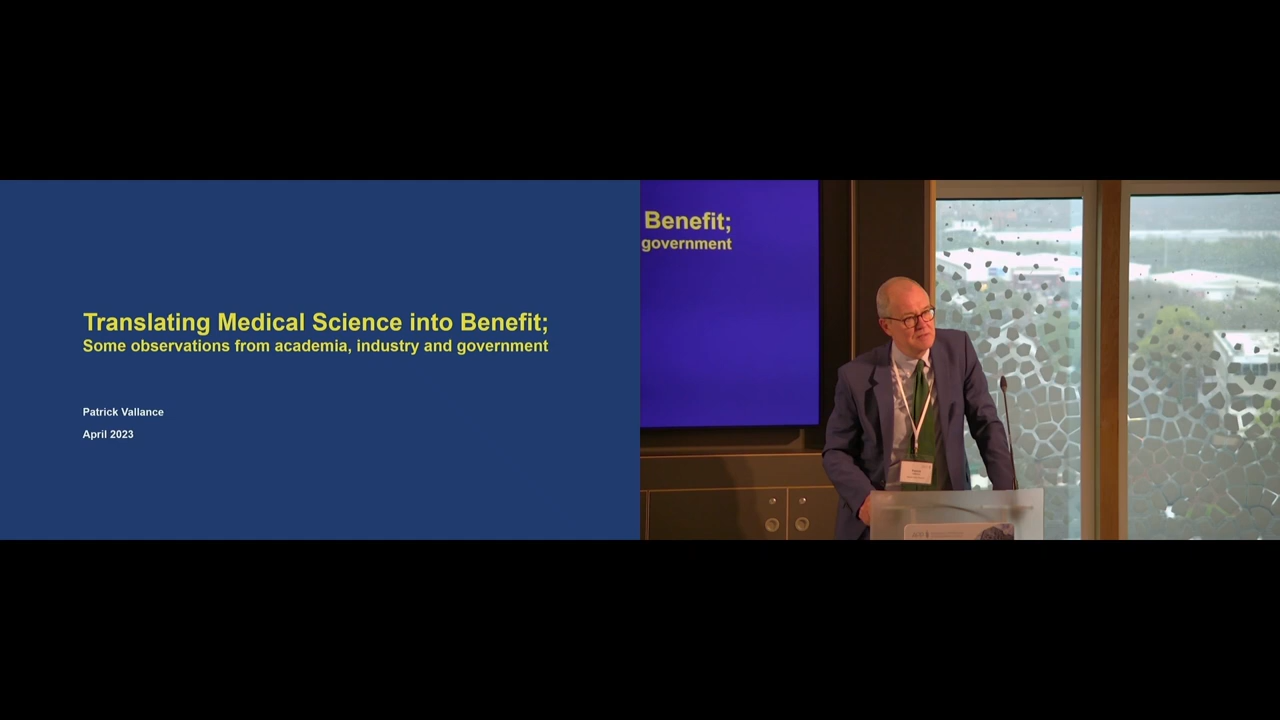 Translating Medical Science into Benefit;
Some observations from academia, industry and government
Patrick Vallance
April 2023
Benefit;
government